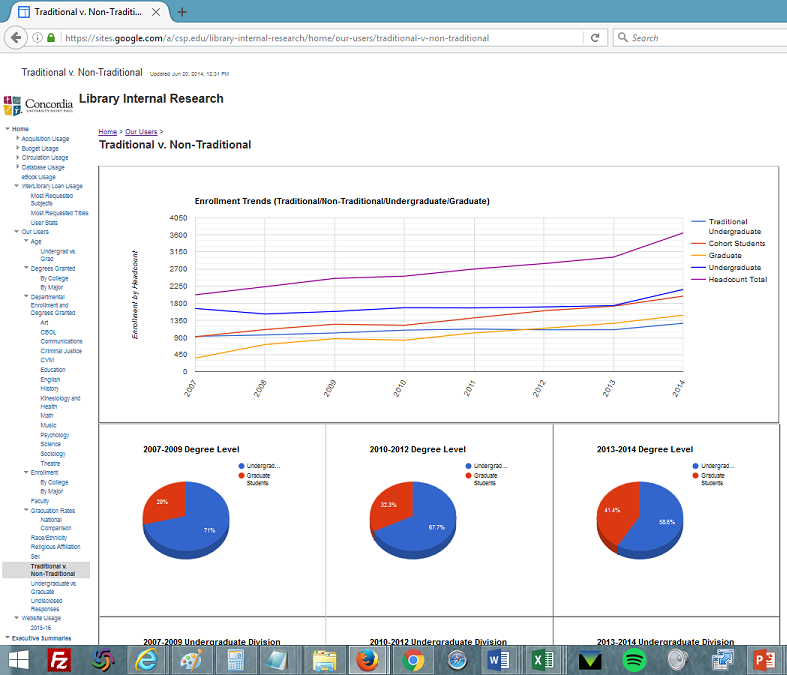 Traditional v. Non-Traditi...
https://sites.google.com/a/csp.edu/library-internal-research/home/our-users/traditional-v-non-traditional
Search
Traditional v. Non-Traditional Updated Jun 20, 2014, 12:31 PM
Concordia
UNIVERSITY·SAINT PAUL
Library Internal Research
Home
Acquisition Usage
Budget Usage
Circulation Usage
Database Usage
eBook Usage
InterLibrary Loan Usage
Most Requested
Subjects
Most Requested Titles
User Stats
Our Users
Age
Undergrad vs.
Grad
Degrees Granted
By College
By Major
Departmental
Enrollment and
Degrees Granted
Art
CBOL
Communications
Criminal Justice
CVM
Education
English
History
Kinesiology and
Health
Math
Music
Psychology
Science
Sociology
Theatre
Enrollment
By College
By Major
Faculty
Graduation Rates
National
Comparison
Race/Ethnicity
Religious Affiliation
Sex
Traditional v.
Non-Traditional
Undergraduate vs.
Graduate
Undisclosed
Responses
Website Usage
2015-16
Executive Summaries
Home > Our Users >
Traditional v. Non-Traditional
Enrollment Trends (Traditional/Non-Traditional/Undergraduate/Graduate)
Enrollment by Headcount
4050
3600
3150
2700
2250
1800
1350
900
450
0
2007 2008 2009 2010 2011 2012 2013 2014
Traditional
Undergraduate
Cohort Students
Graduate
Undergraduate
Headcount Total
2007-2009 Degree Level
Undergrad...
Graduate
Students
29%
71%
2010-2012 Degree Level
Undergrad...
Graduate
Students
32.3%
67.7%
2013-2014 Degree Level
Undergrad...
Graduate
Students
41.4%
58.6%
2007-2009 Undergraduate Division
2010-2012 Undergraduate Division
2013-2014 Undergraduate Division